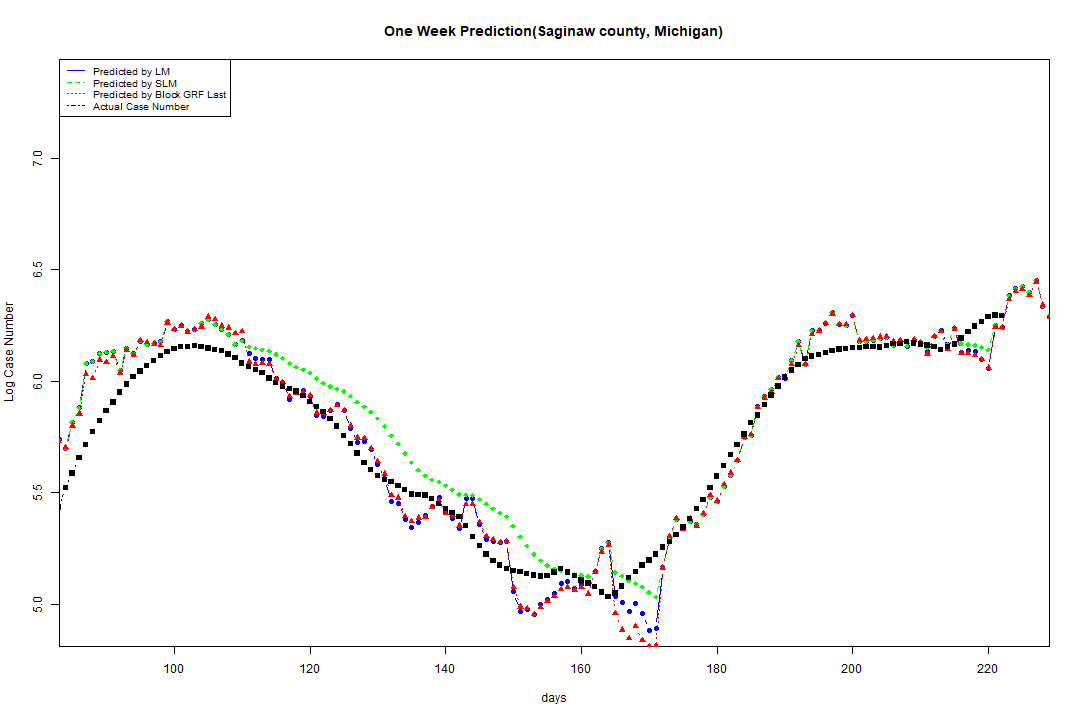 One Week Prediction(Saginaw county, Michigan)
Predicted by LM
Predicted by SLM
Predicted by Block GRF Last
Actual Case Number
Log Case Number
7.0
6.5
6.0
5.5
5.0
100 120 140 160 180 200 220
days